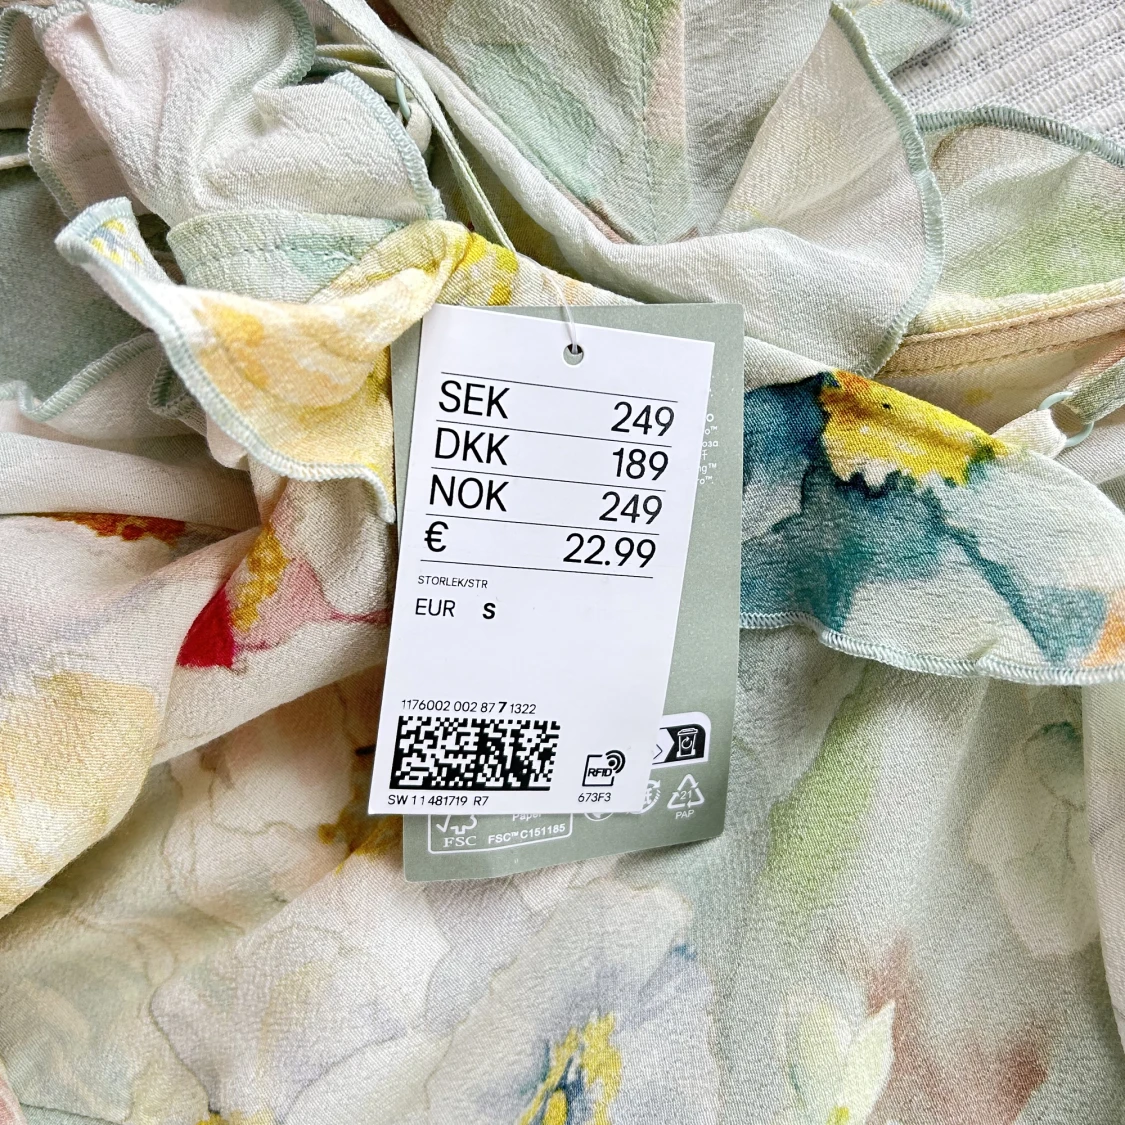 SEK 249
DKK 189
NOK 249
€ 22.99
STORLEK/STR
EUR S
1176002 002 87 7 1322
RFID
SW 11 481719 R7 673F3
21
PAP
Paper
FSC FSC™ C151185